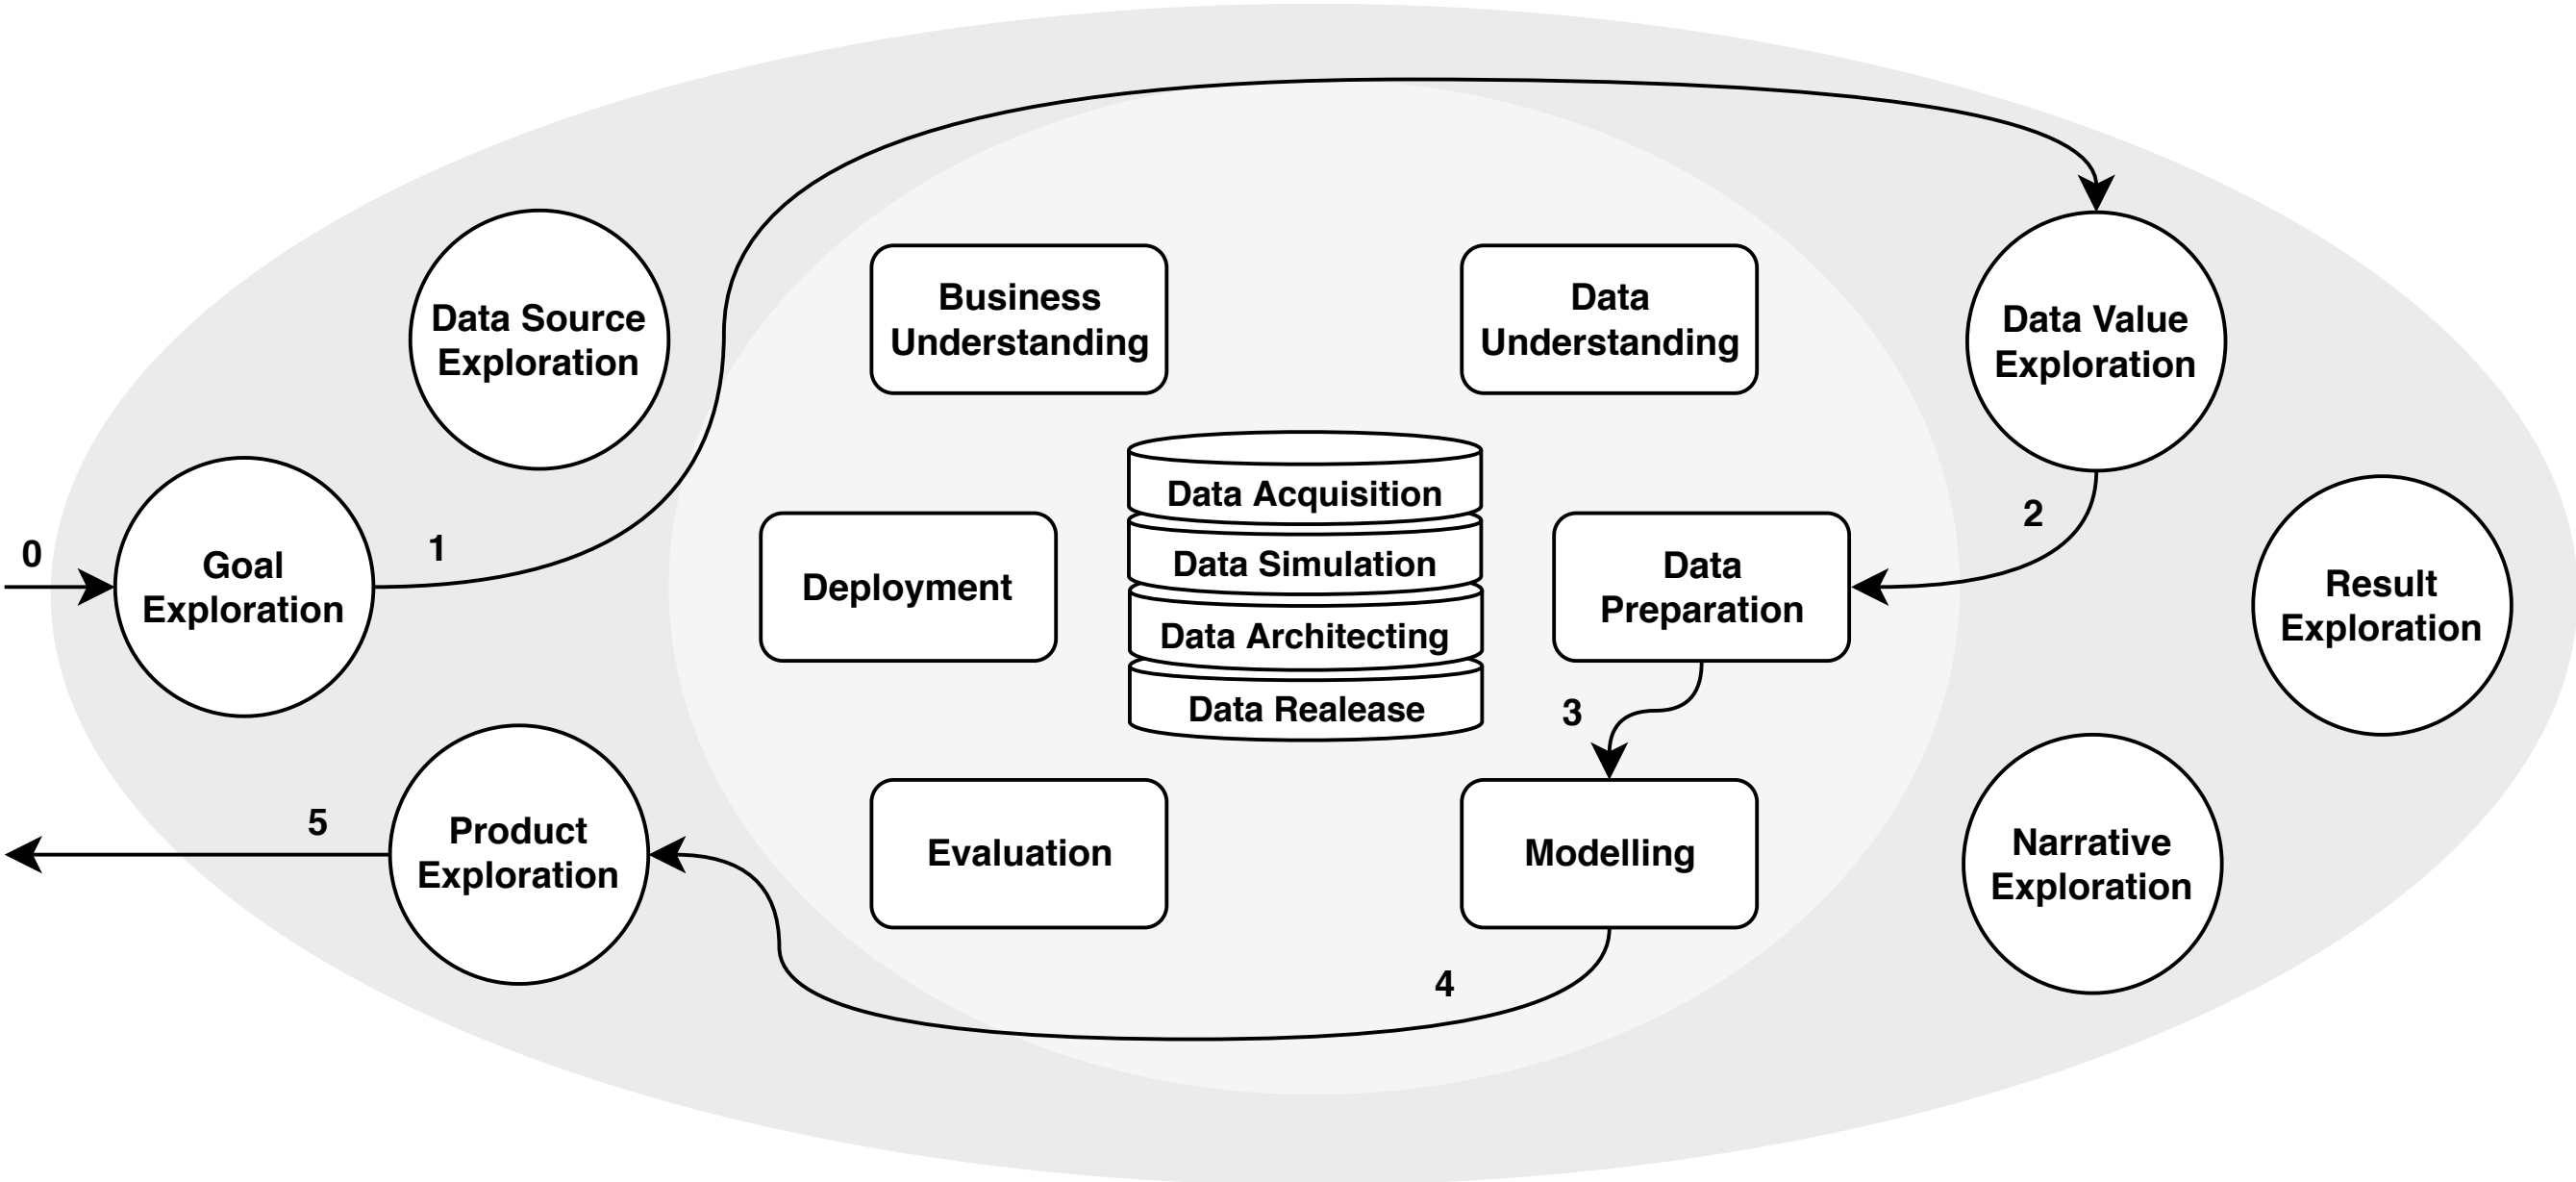 Data Source
Exploration
Business
Understanding
Data
Understanding
Data Value
Exploration
0
Goal
Exploration
1
Deployment
Data Acquisition
Data Simulation
Data Architecting
Data Realease
Data
Preparation
2
Result
Exploration
3
5
Product
Exploration
Evaluation
Modelling
Narrative
Exploration
4